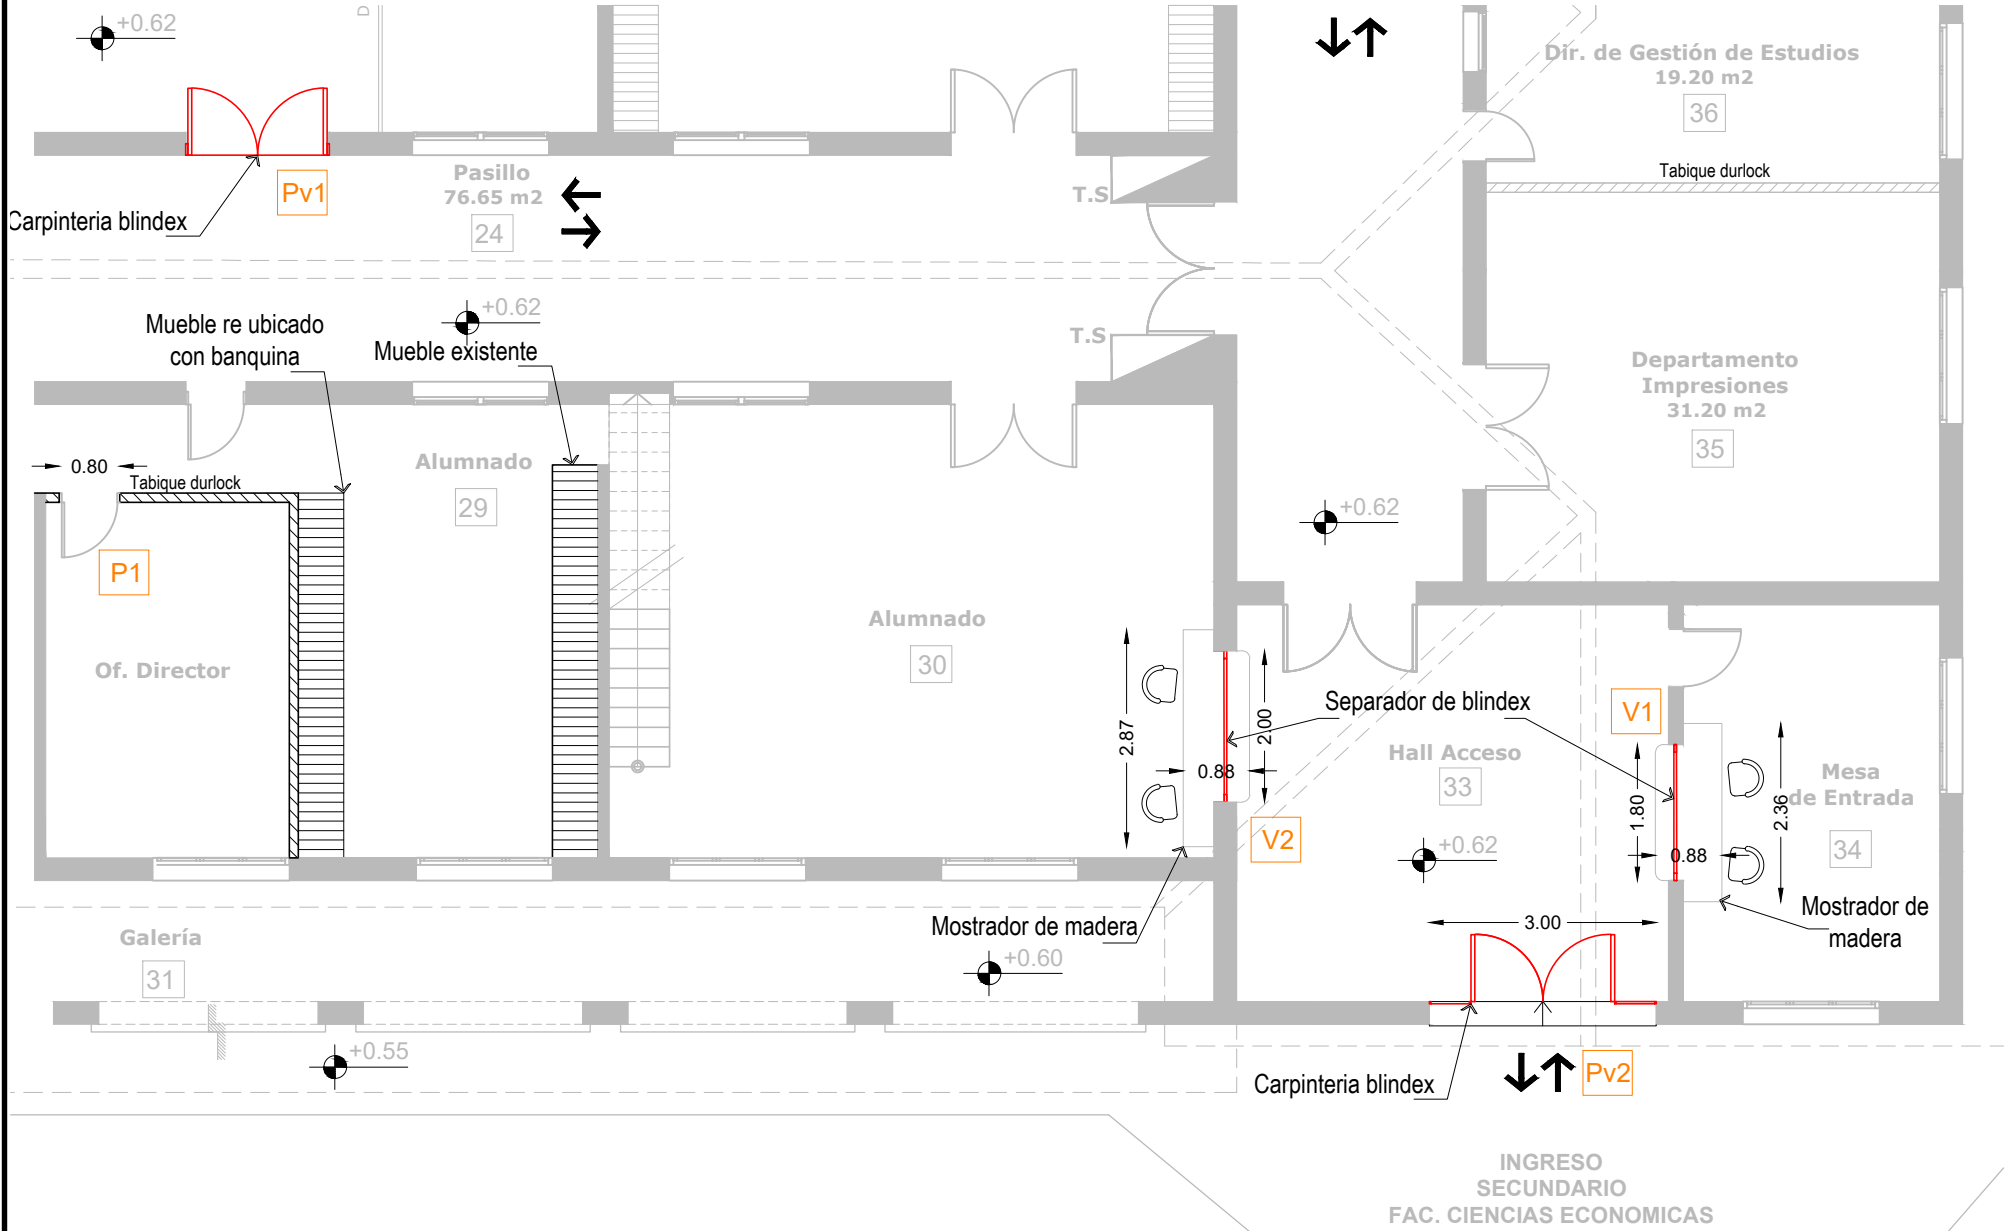 +0.62
D
Dir. de Gestión de Estudios
19.20 m2
36
Tabique durlock
Pasillo
76.65 m2
24
Pv1
T.S
Carpinteria blindex
+0.62
Mueble re ubicado
con banquina
Mueble existente
T.S
Departamento
Impresiones
31.20 m2
35
0.80
Tabique durlock
Alumnado
29
+0.62
P1
Of. Director
Alumnado
30
2.87
2.00
0.88
Separador de blindex
V1
Hall Acceso
33
1.80
0.88
2.36
Mesa
de Entrada
34
V2
+0.62
Mostrador de madera
Mostrador de
madera
3.00
Galería
31
+0.60
+0.55
Carpinteria blindex
Pv2
INGRESO
SECUNDARIO
FAC. CIENCIAS ECONOMICAS